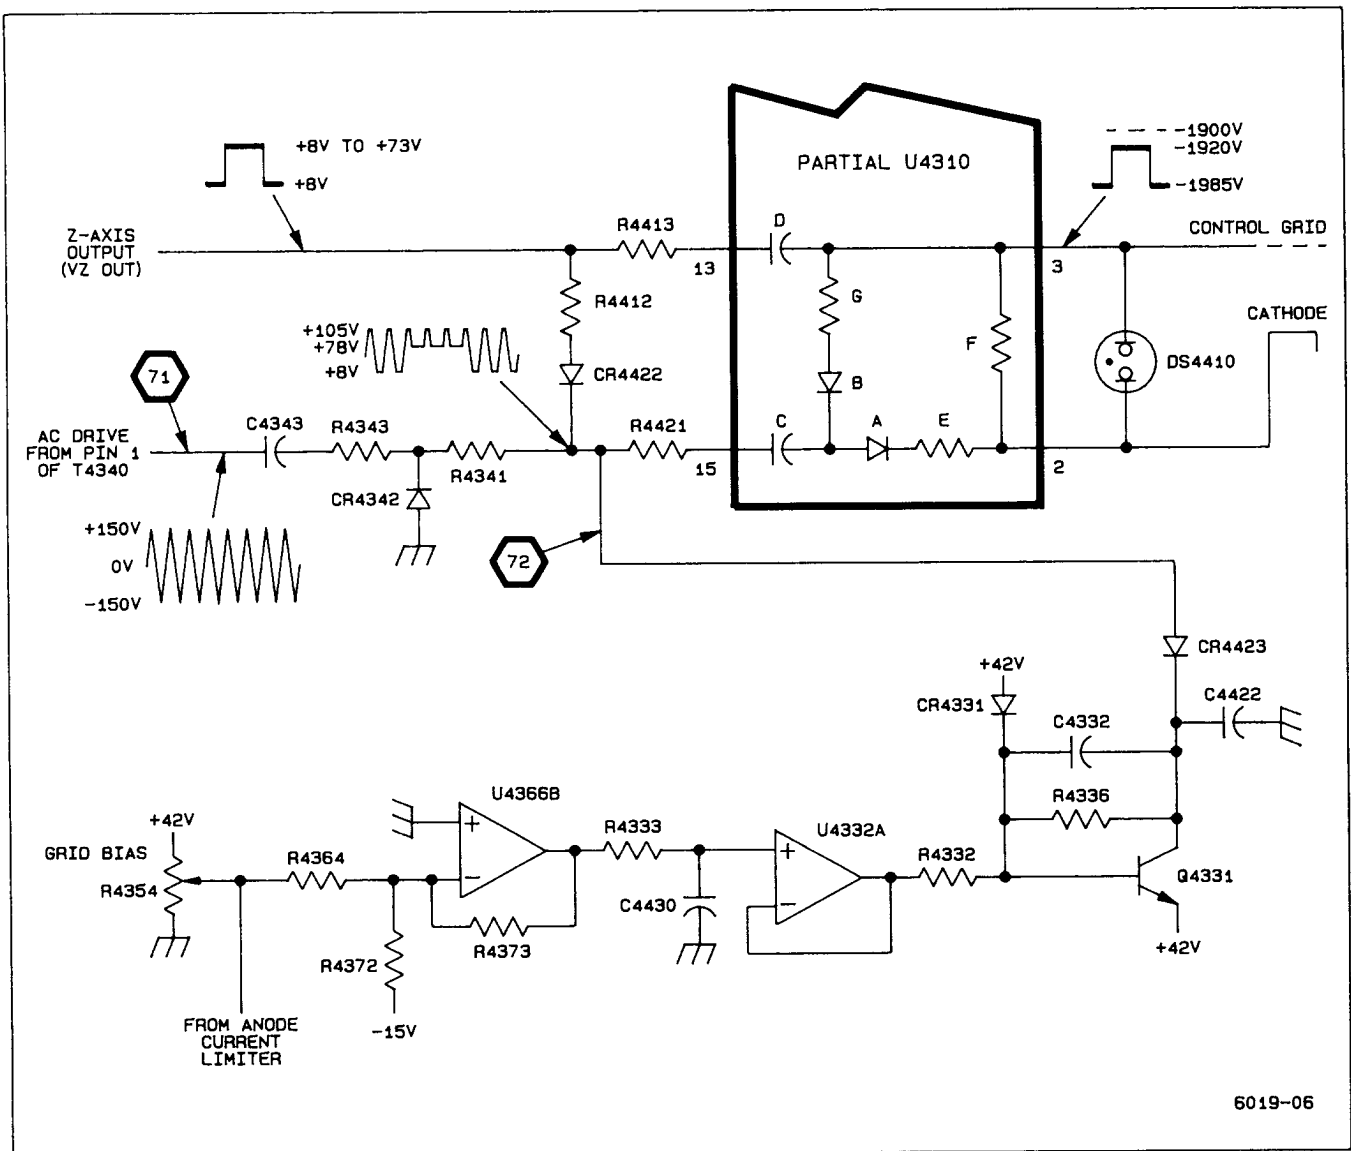 +8V TO +73V
+8V
Z-AXIS
OUTPUT
(VZ OUT)
R4413
13
D
PARTIAL U4310
-1900V
-1920V
-1985V
CONTROL GRID
3
R4412
G
F
CATHODE
+105V
+78V
+8V
CR4422
B
DS4410
71
C4343
R4343
R4421
C
A
E
AC DRIVE
FROM PIN 1
OF T4340
R4341
15
2
CR4342
+150V
0V
-150V
72
CR4423
+42V
CR4331
C4332
C4422
U4366B
R4336
+42V
GRID BIAS
R4354
R4364
R4333
U4332A
R4332
Q4331
C4430
R4373
R4372
+42V
-15V
FROM ANODE
CURRENT
LIMITER
6019-06